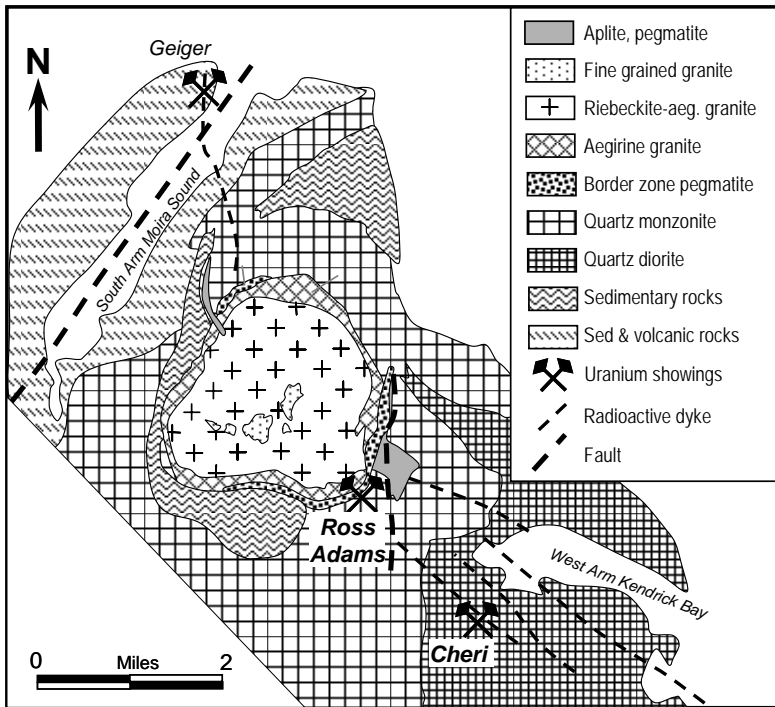 Geiger
N
South Arm Moira Sound
Ross
Adams
Cheri
West Arm Kendrick Bay
0 Miles 2
Aplite, pegmatite
Fine grained granite
Riebeckite-aeg. granite
Aegirine granite
Border zone pegmatite
Quartz monzonite
Quartz diorite
Sedimentary rocks
Sed & volcanic rocks
Uranium showings
Radioactive dyke
Fault